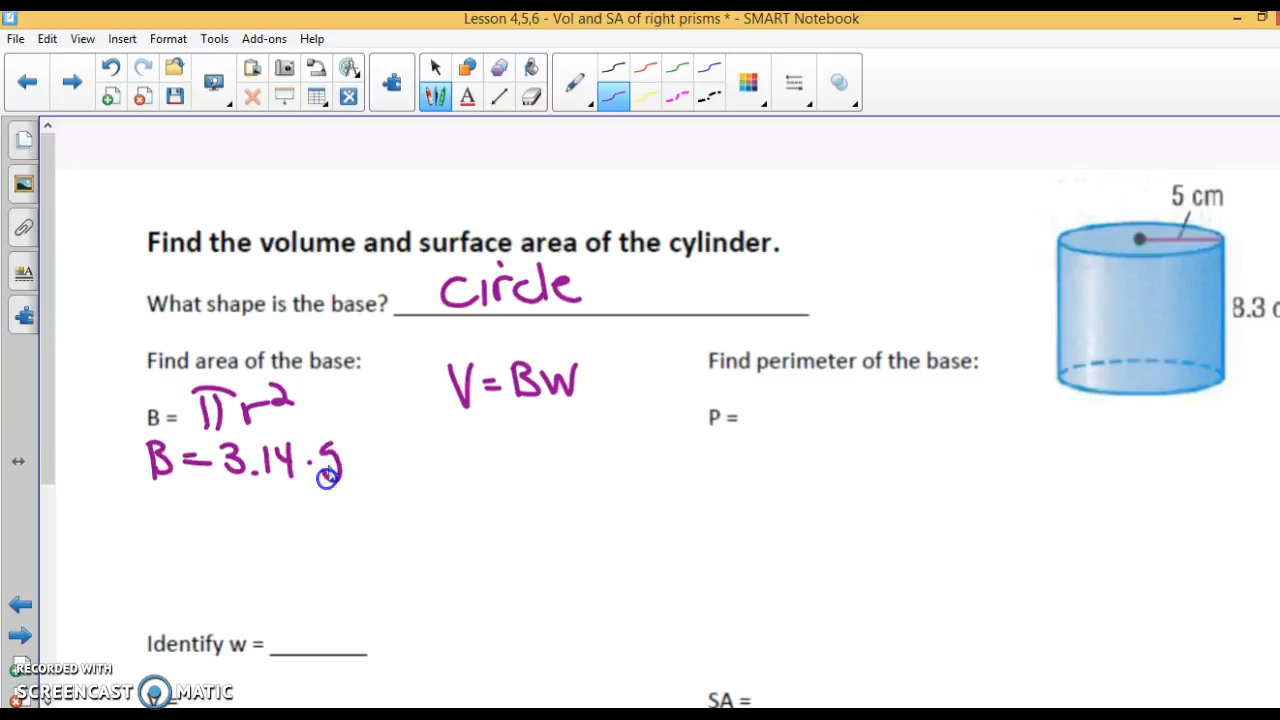 Lesson 4,5,6 - Vol and SA of right prisms * - SMART Notebook
File Edit View Insert Format Tools Add-ons Help
5 cm
Find the volume and surface area of the cylinder.
What shape is the base? circle
8.3 c
Find area of the base:
V = BW
Find perimeter of the base:
B = πr²
P =
B = 3.14 .
Identify w =
RECORDED WITH
SCREENCAST MATIC
SA =